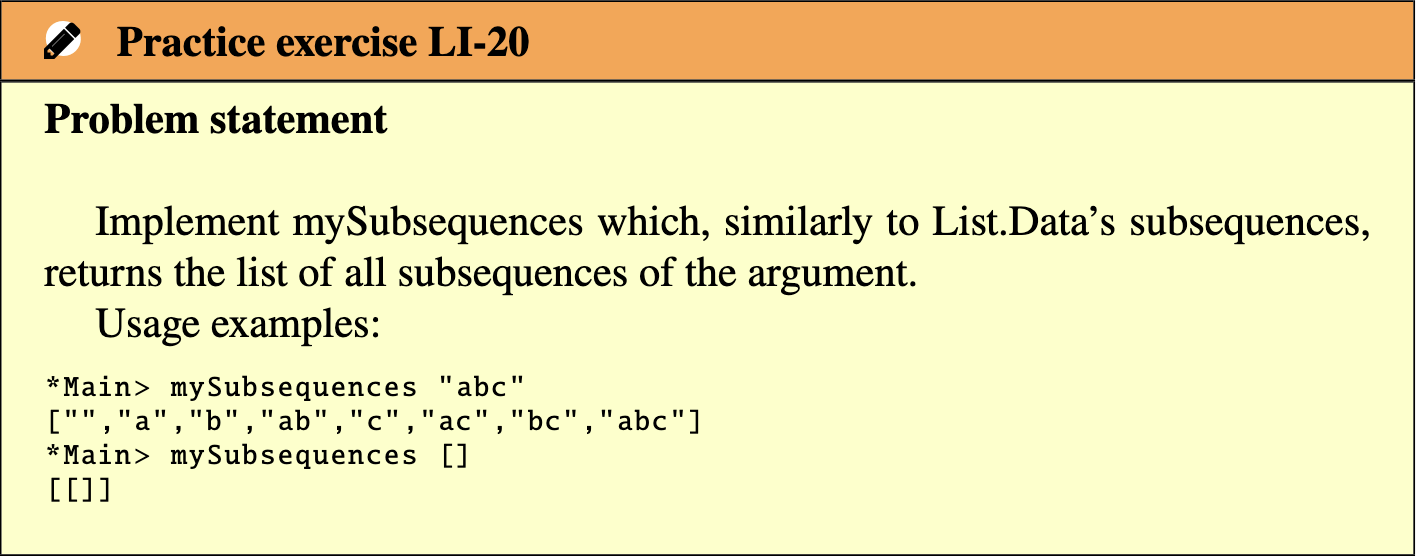 Practice exercise LI-20
Problem statement
Implement mySubsequences which, similarly to List.Data’s subsequences,
returns the list of all subsequences of the argument.
Usage examples:
*Main> mySubsequences "abc"
["","a","b","ab","c","ac","bc","abc"]
*Main> mySubsequences []
[[]]